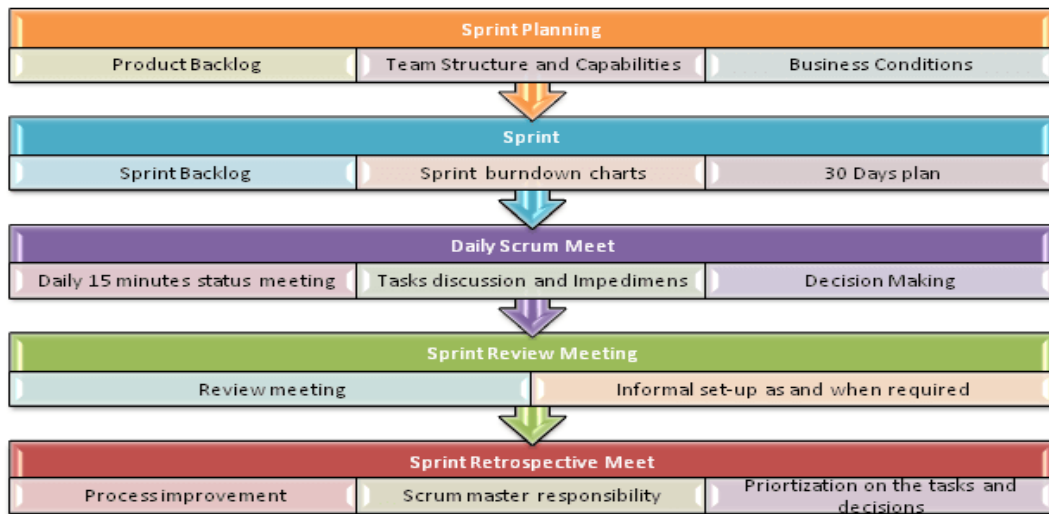 Sprint Planning
Product Backlog
Team Structure and Capabilities
Business Conditions
Sprint
Sprint Backlog
Sprint burndown charts
30 Days plan
Daily Scrum Meet
Daily 15 minutes status meeting
Tasks discussion and Impedimens
Decision Making
Sprint Review Meeting
Review meeting
Informal set-up as and when required
Sprint Retrospective Meet
Process improvement
Scrum master responsibility
Priortization on the tasks and
decisions